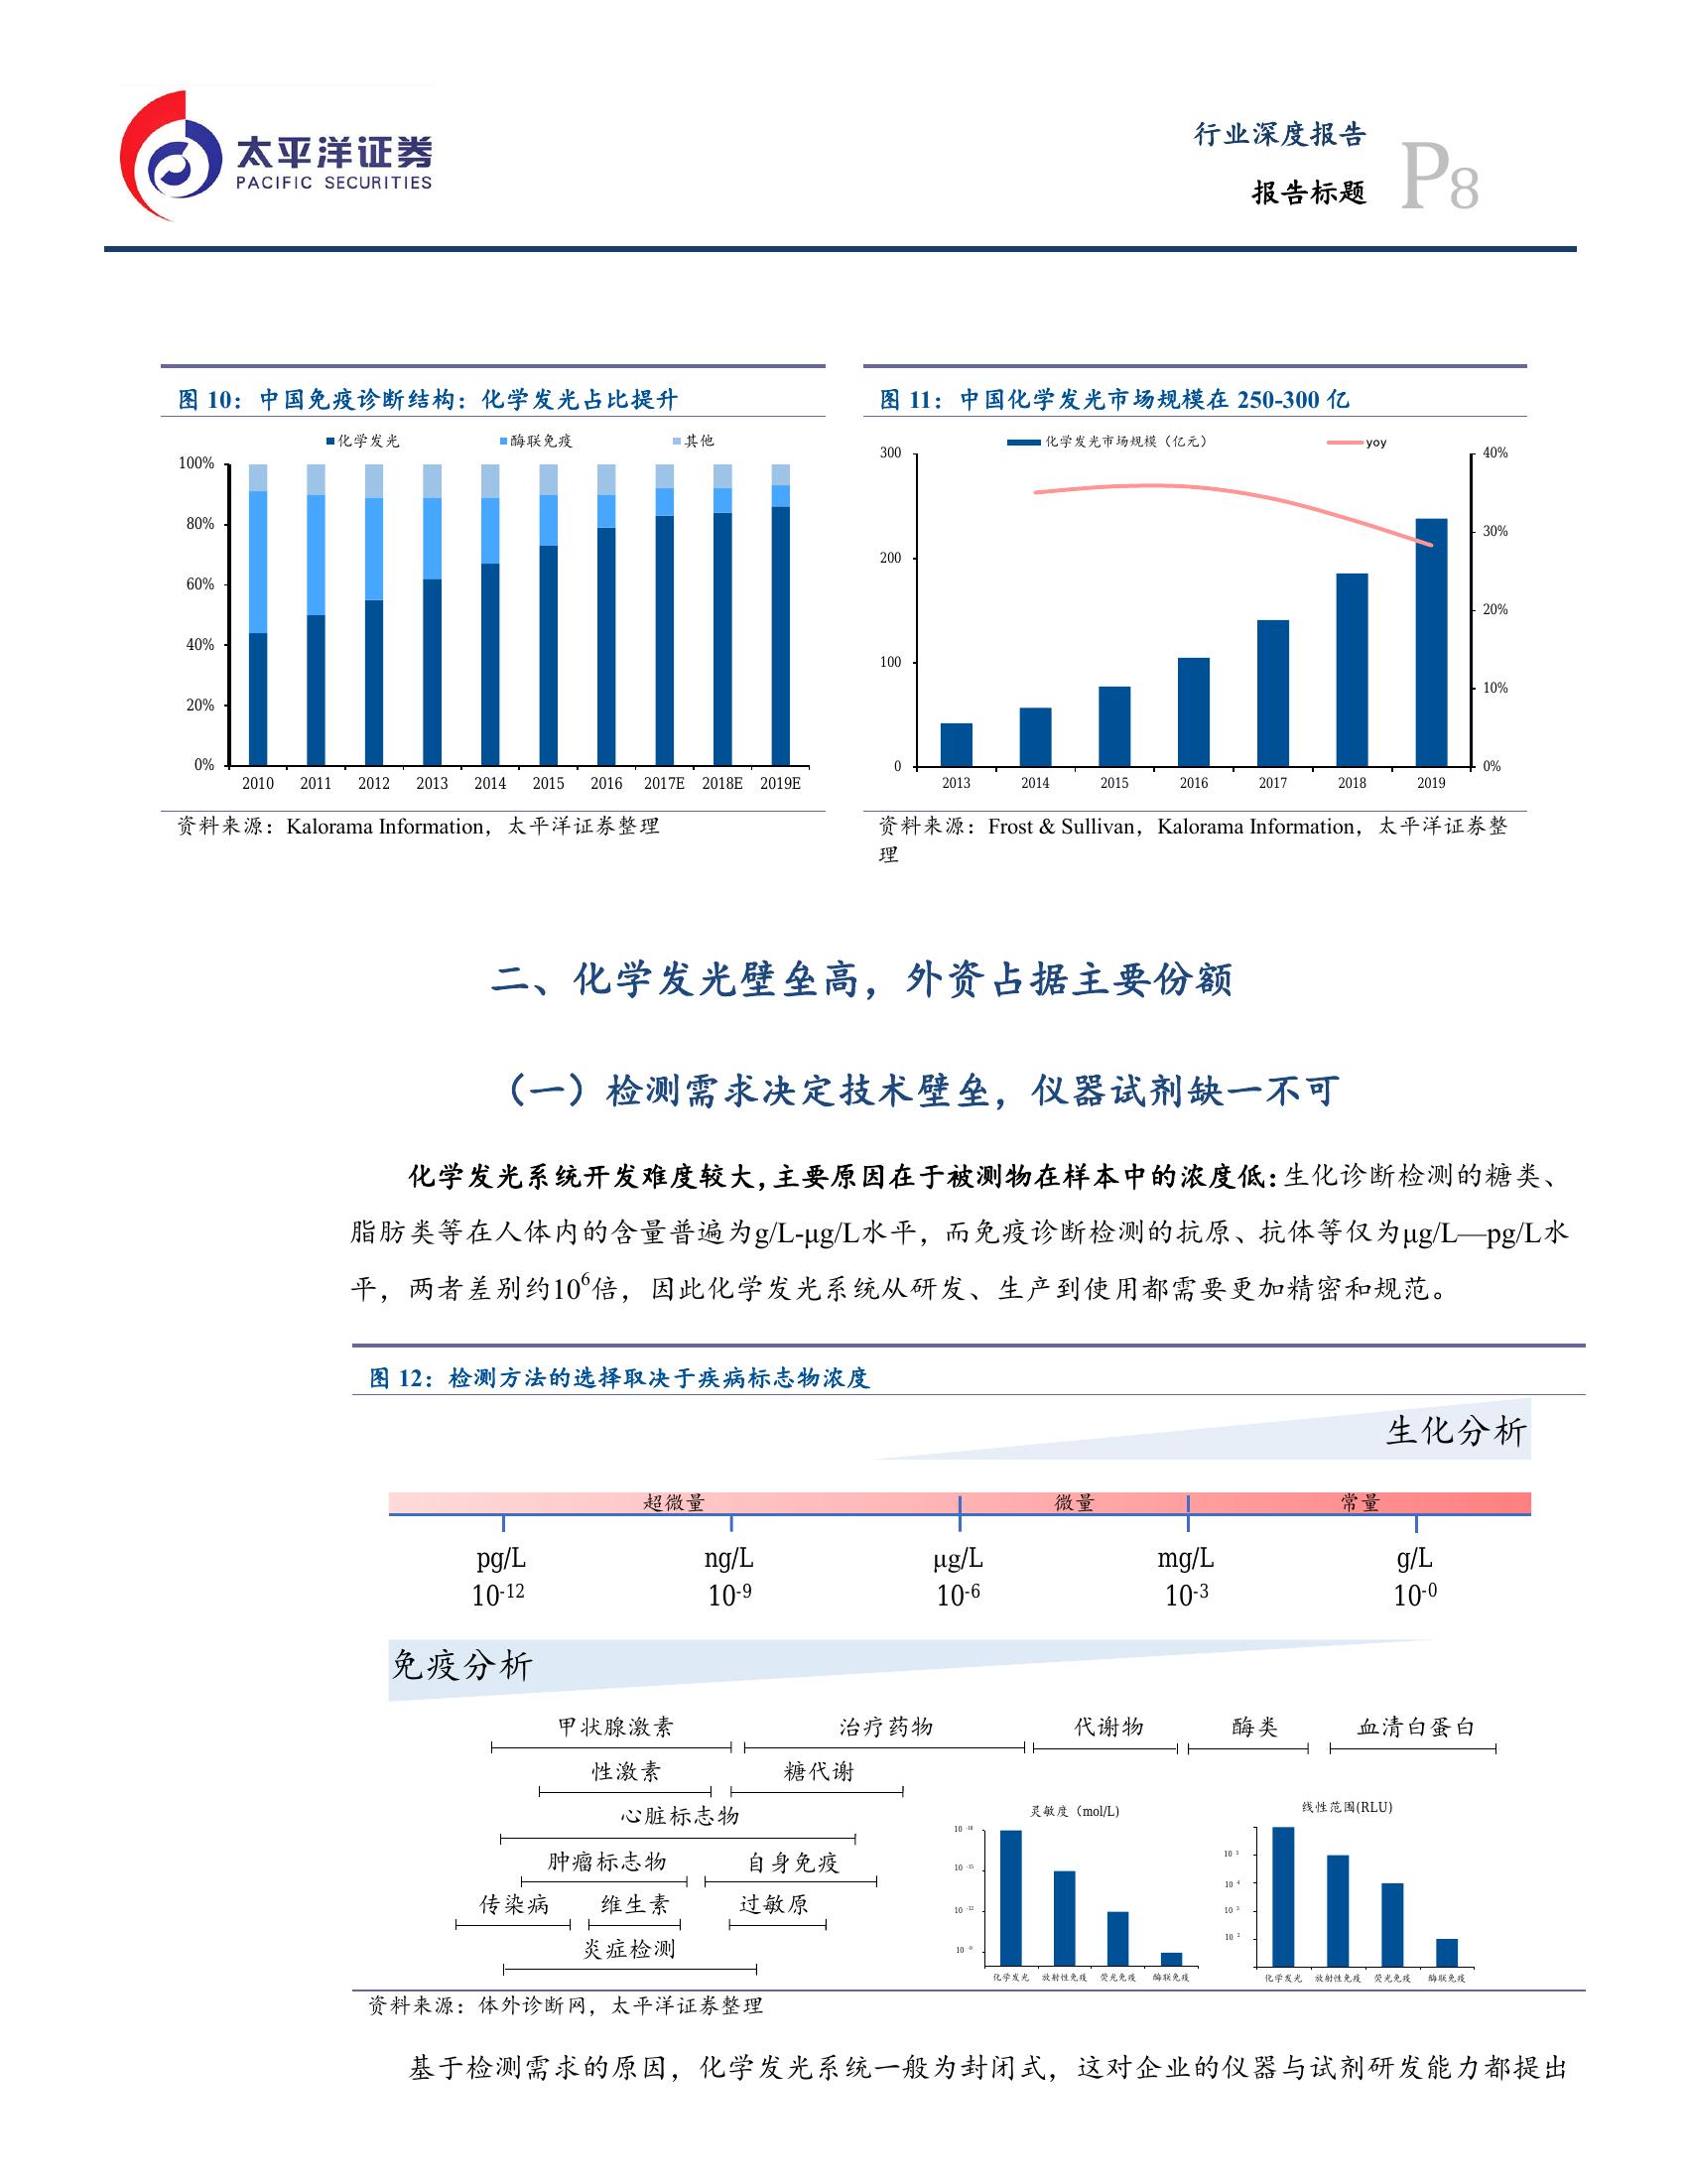 太平洋证券
PACIFIC SECURITIES
行业深度报告
报告标题
P8
图 10：中国免疫诊断结构：化学发光占比提升
化学发光 酶联免疫 其他
100%
80%
60%
40%
20%
0%
2010 2011 2012 2013 2014 2015 2016 2017E 2018E 2019E
资料来源：Kalorama Information，太平洋证券整理
图 11：中国化学发光市场规模在 250-300 亿
化学发光市场规模（亿元） yoy
300
200
100
0
40%
30%
20%
10%
0%
2013 2014 2015 2016 2017 2018 2019
资料来源：Frost & Sullivan，Kalorama Information，太平洋证券整
理
二、化学发光壁垒高，外资占据主要份额
（一）检测需求决定技术壁垒，仪器试剂缺一不可
化学发光系统开发难度较大，主要原因在于被测物在样本中的浓度低：生化诊断检测的糖类、
脂肪类等在人体内的含量普遍为g/L-μg/L水平，而免疫诊断检测的抗原、抗体等仅为μg/L—pg/L水
平，两者差别约10⁶倍，因此化学发光系统从研发、生产到使用都需要更加精密和规范。
图 12：检测方法的选择取决于疾病标志物浓度
生化分析
超微量 微量 常量
pg/L ng/L μg/L mg/L g/L
10⁻¹² 10⁻⁹ 10⁻⁶ 10⁻³ 10⁻⁰
免疫分析
甲状腺激素 治疗药物 代谢物 酶类 血清白蛋白
性激素 糖代谢
心脏标志物
肿瘤标志物 自身免疫
传染病 维生素 过敏原
炎症检测
灵敏度（mol/L）
10⁻¹⁸
10⁻¹⁵
10⁻¹²
10⁻⁹
化学发光 放射性免疫 荧光免疫 酶联免疫
线性范围(RLU)
10⁵
10⁴
10³
10²
化学发光 放射性免疫 荧光免疫 酶联免疫
资料来源：体外诊断网，太平洋证券整理
基于检测需求的原因，化学发光系统一般为封闭式，这对企业的仪器与试剂研发能力都提出